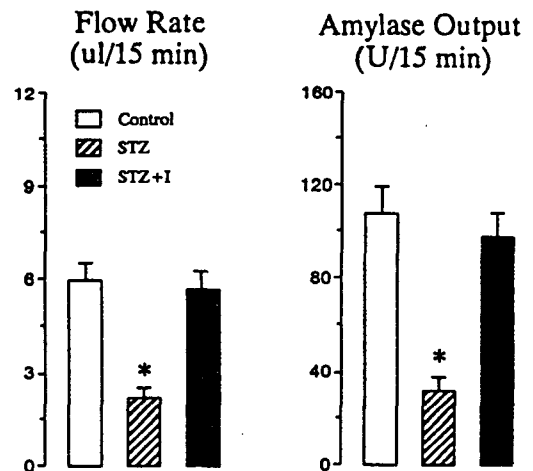 Flow Rate
(ul/15 min)
12
9
6
3
0
Control
STZ
STZ+I
*
Amylase Output
(U/15 min)
160
120
80
40
0
*